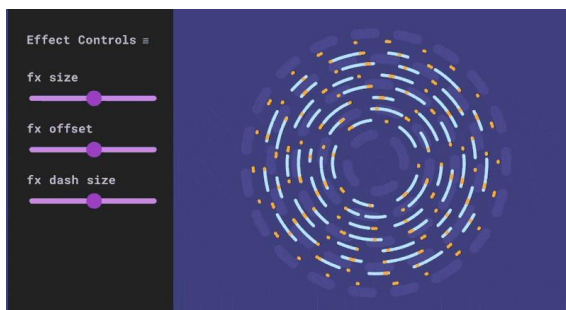 Effect Controls ≡
fx size
fx offset
fx dash size